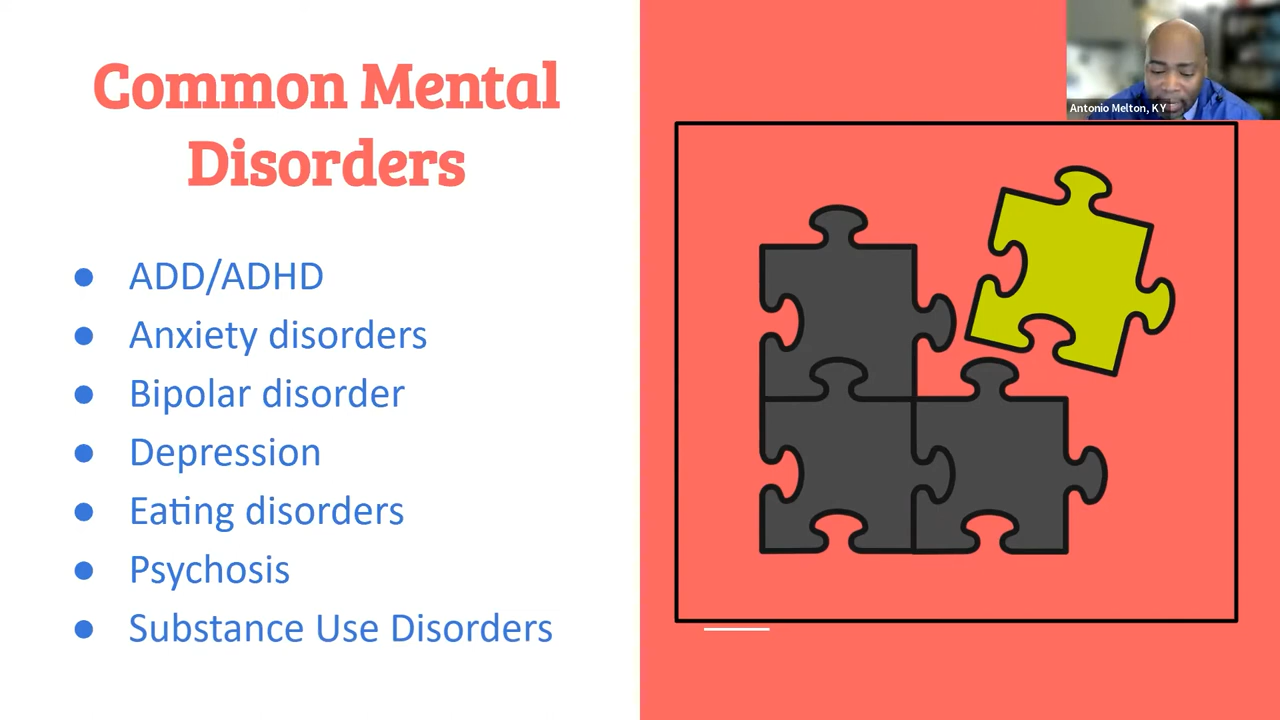 Common Mental
Disorders
● ADD/ADHD
● Anxiety disorders
● Bipolar disorder
● Depression
● Eating disorders
● Psychosis
● Substance Use Disorders
Antonio Melton, KY